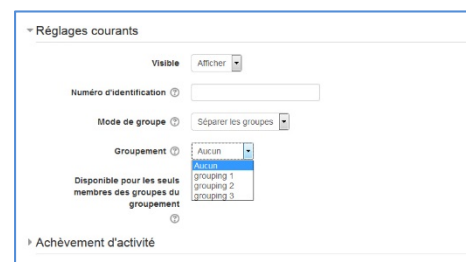 Réglages courants
Visible
Afficher
Numéro d'identification
Mode de groupe
Séparer les groupes
Groupement
Aucun
Aucun
grouping 1
grouping 2
grouping 3
Disponible pour les seuls
membres des groupes du
groupement
Achèvement d'activité